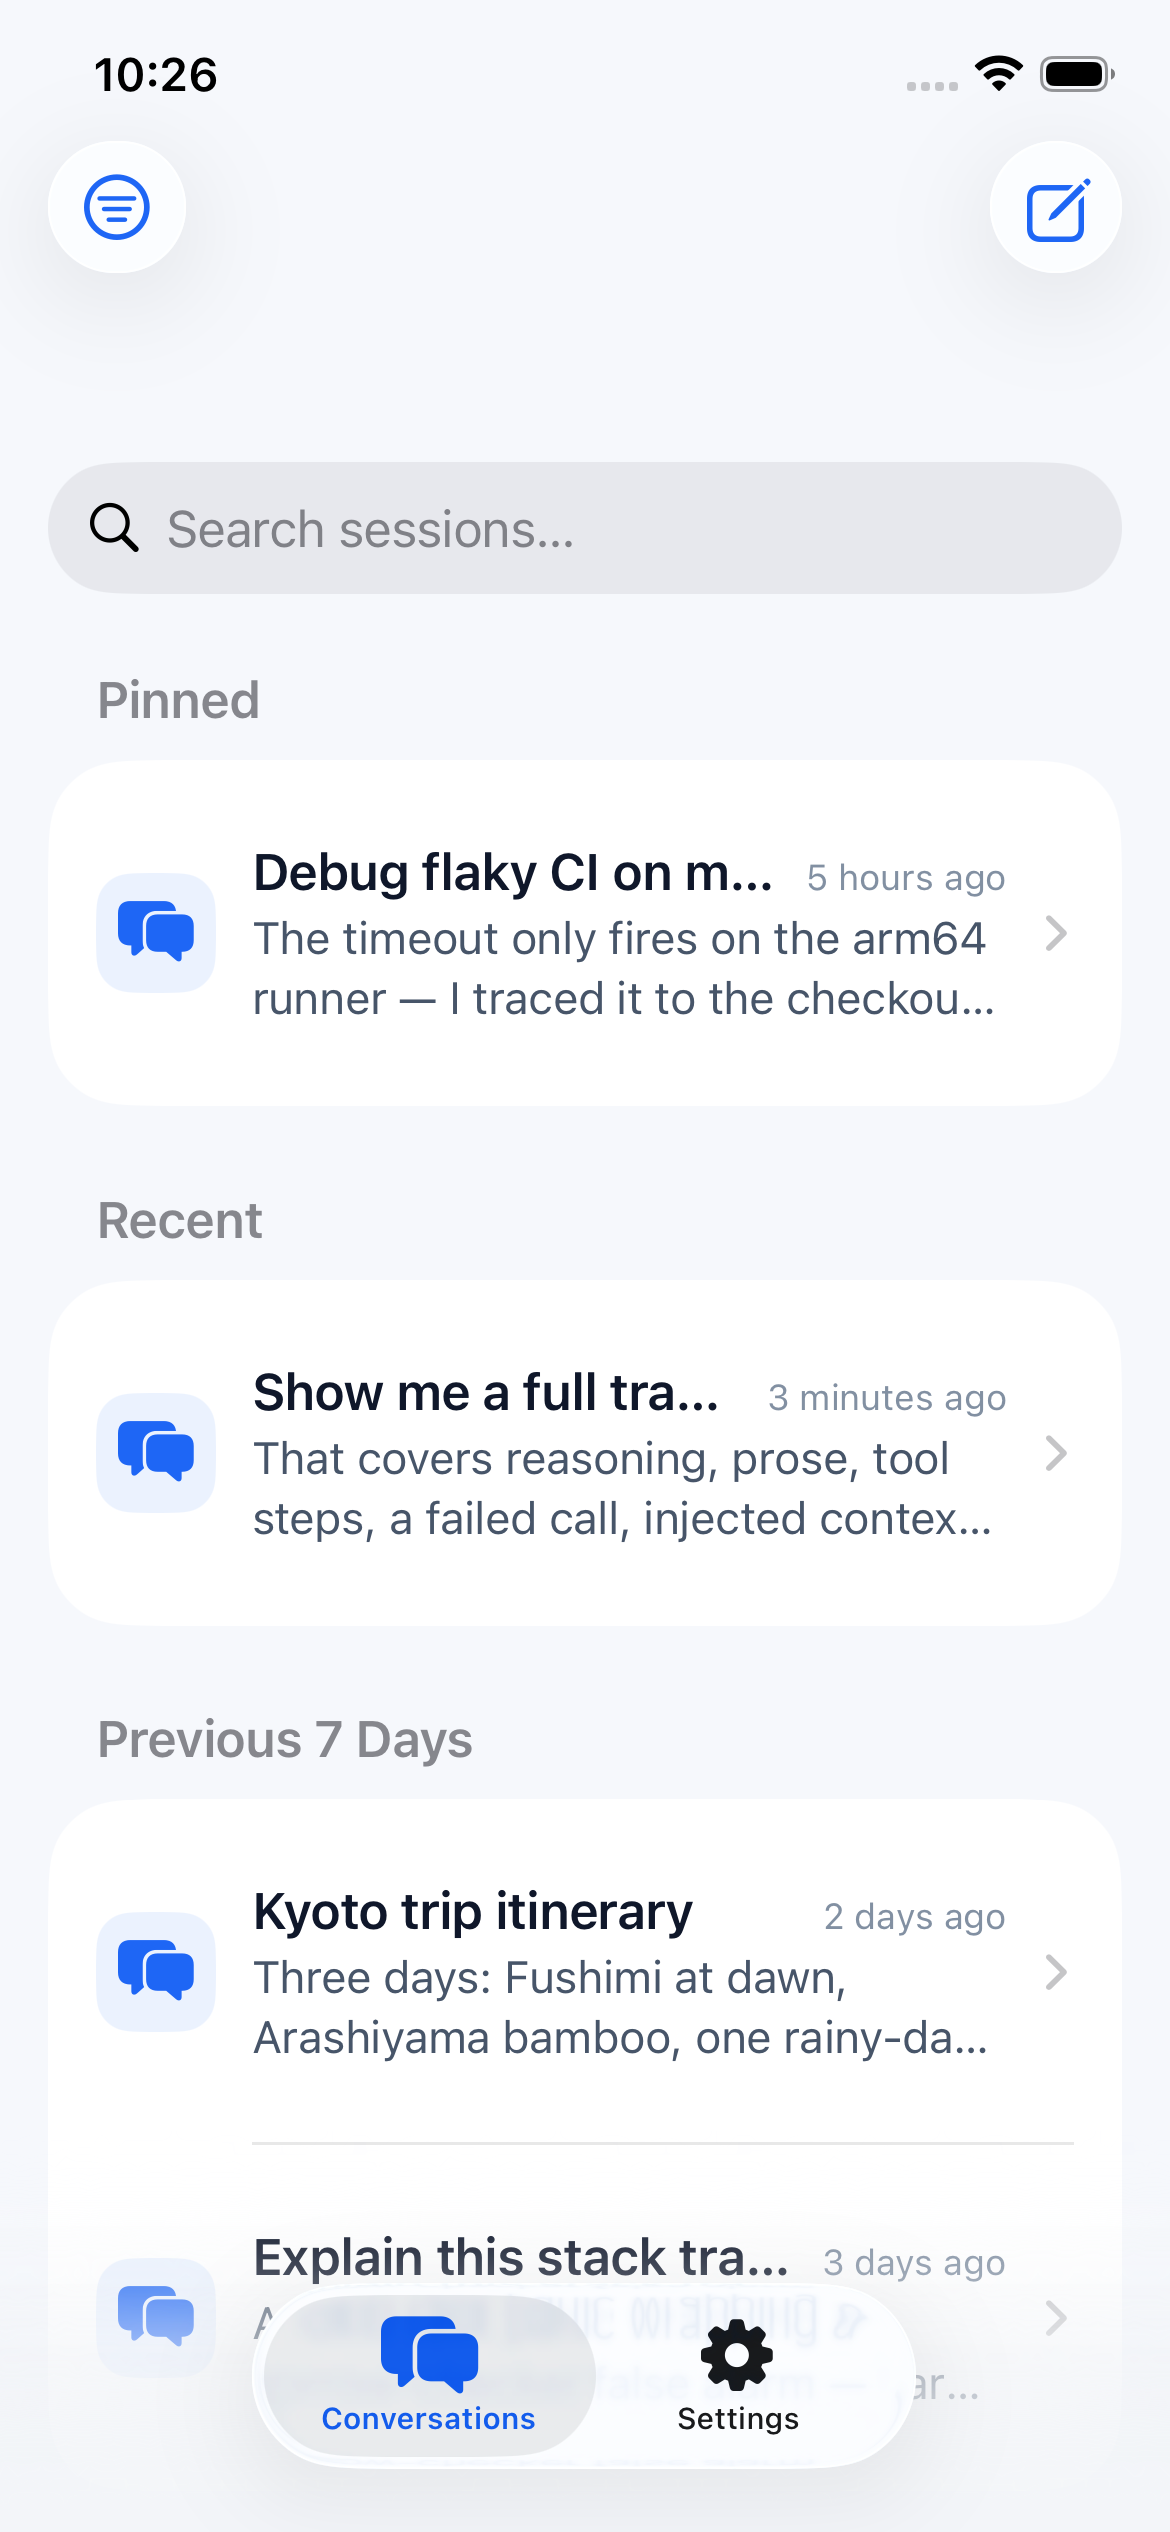 10:26
Search sessions...
Pinned
Debug flaky CI on m...
5 hours ago
The timeout only fires on the arm64
runner — I traced it to the checkou...
Recent
Show me a full tra...
3 minutes ago
That covers reasoning, prose, tool
steps, a failed call, injected contex...
Previous 7 Days
Kyoto trip itinerary
2 days ago
Three days: Fushimi at dawn,
Arashiyama bamboo, one rainy-da...
Explain this stack tra...
3 days ago
Conversations
Settings